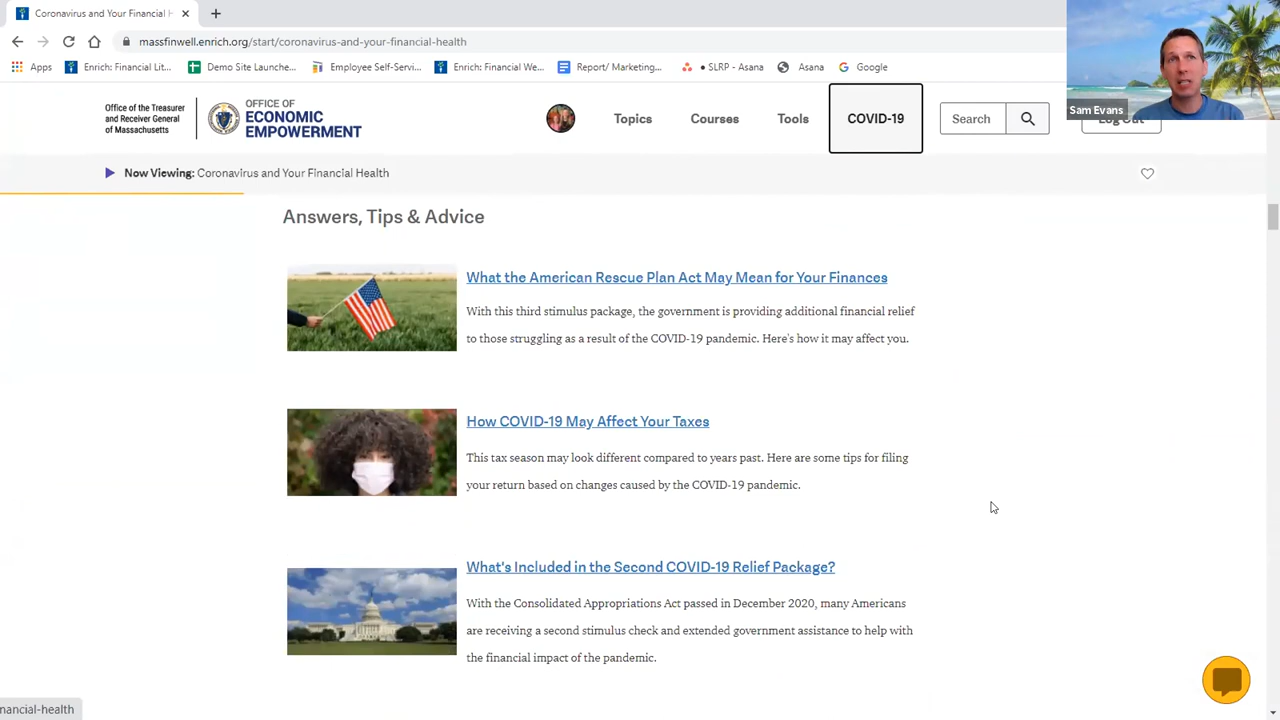 Coronavirus and Your Financial H
massfinwell.enrich.org/start/coronavirus-and-your-financial-health
Apps
Enrich: Financial Lit...
Demo Site Launche...
Employee Self-Servi...
Enrich Financial We...
Report/ Marketing...
• SLRP - Asana
Asana
Google
Sam Evans
Office of the Treasurer
and Receiver General
of Massachusetts
OFFICE OF
ECONOMIC
EMPOWERMENT
Topics
Courses
Tools
COVID-19
Search
Log Out
Now Viewing: Coronavirus and Your Financial Health
Answers, Tips & Advice
What the American Rescue Plan Act May Mean for Your Finances
With this third stimulus package, the government is providing additional financial relief
to those struggling as a result of the COVID-19 pandemic. Here's how it may affect you.
How COVID-19 May Affect Your Taxes
This tax season may look different compared to years past. Here are some tips for filing
your return based on changes caused by the COVID-19 pandemic.
What's Included in the Second COVID-19 Relief Package?
With the Consolidated Appropriations Act passed in December 2020, many Americans
are receiving a second stimulus check and extended government assistance to help with
the financial impact of the pandemic.
nancial-health